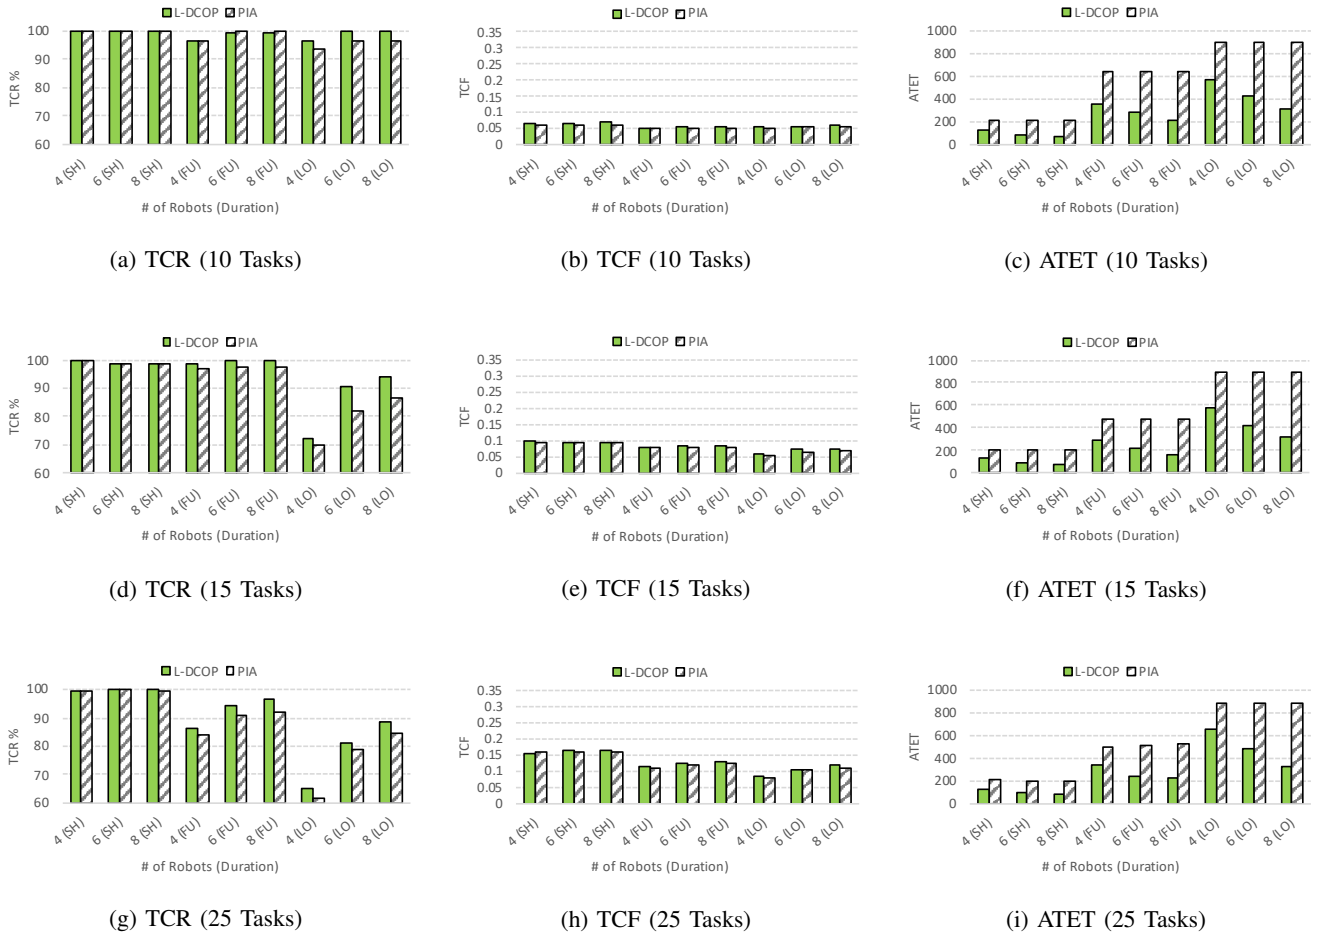 L-DCOP PIA
100
90
80
70
60
TCR %
4 (SH) 6 (SH) 8 (SH) 4 (FU) 6 (FU) 8 (FU) 4 (LO) 6 (LO) 8 (LO)
# of Robots (Duration)
(a) TCR (10 Tasks)
L-DCOP PIA
0.35
0.3
0.25
0.2
0.15
0.1
0.05
0
TCF
4 (SH) 6 (SH) 8 (SH) 4 (FU) 6 (FU) 8 (FU) 4 (LO) 6 (LO) 8 (LO)
# of Robots (Duration)
(b) TCF (10 Tasks)
L-DCOP PIA
1000
800
600
400
200
0
ATET
4 (SH) 6 (SH) 8 (SH) 4 (FU) 6 (FU) 8 (FU) 4 (LO) 6 (LO) 8 (LO)
# of Robots (Duration)
(c) ATET (10 Tasks)
L-DCOP PIA
100
90
80
70
60
TCR %
4 (SH) 6 (SH) 8 (SH) 4 (FU) 6 (FU) 8 (FU) 4 (LO) 6 (LO) 8 (LO)
# of Robots (Duration)
(d) TCR (15 Tasks)
L-DCOP PIA
0.35
0.3
0.25
0.2
0.15
0.1
0.05
0
TCF
4 (SH) 6 (SH) 8 (SH) 4 (FU) 6 (FU) 8 (FU) 4 (LO) 6 (LO) 8 (LO)
# of Robots (Duration)
(e) TCF (15 Tasks)
L-DCOP PIA
1000
800
600
400
200
0
ATET
4 (SH) 6 (SH) 8 (SH) 4 (FU) 6 (FU) 8 (FU) 4 (LO) 6 (LO) 8 (LO)
# of Robots (Duration)
(f) ATET (15 Tasks)
L-DCOP PIA
100
90
80
70
60
TCR %
4 (SH) 6 (SH) 8 (SH) 4 (FU) 6 (FU) 8 (FU) 4 (LO) 6 (LO) 8 (LO)
# of Robots (Duration)
(g) TCR (25 Tasks)
L-DCOP PIA
0.35
0.3
0.25
0.2
0.15
0.1
0.05
0
TCF
4 (SH) 6 (SH) 8 (SH) 4 (FU) 6 (FU) 8 (FU) 4 (LO) 6 (LO) 8 (LO)
# of Robots (Duration)
(h) TCF (25 Tasks)
L-DCOP PIA
1000
800
600
400
200
0
ATET
4 (SH) 6 (SH) 8 (SH) 4 (FU) 6 (FU) 8 (FU) 4 (LO) 6 (LO) 8 (LO)
# of Robots (Duration)
(i) ATET (25 Tasks)